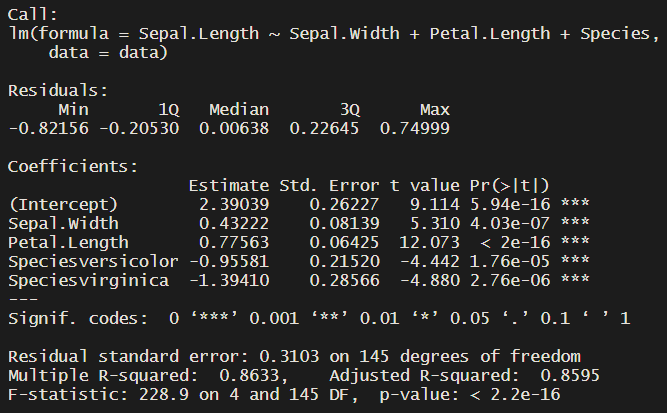 Call:
lm(formula = Sepal.Length ~ Sepal.Width + Petal.Length + Species,
    data = data)

Residuals:
     Min       1Q   Median       3Q      Max
-0.82156 -0.20530  0.00638  0.22645  0.74999

Coefficients:
                  Estimate Std. Error t value Pr(>|t|)
(Intercept)        2.39039    0.26227   9.114 5.94e-16 ***
Sepal.Width        0.43222    0.08139   5.310 4.03e-07 ***
Petal.Length       0.77563    0.06425  12.073  < 2e-16 ***
Speciesversicolor -0.95581    0.21520  -4.442 1.76e-05 ***
Speciesvirginica  -1.39410    0.28566  -4.880 2.76e-06 ***
---
Signif. codes:  0 ‘***’ 0.001 ‘**’ 0.01 ‘*’ 0.05 ‘.’ 0.1 ‘ ’ 1

Residual standard error: 0.3103 on 145 degrees of freedom
Multiple R-squared:  0.8633,	Adjusted R-squared:  0.8595
F-statistic: 228.9 on 4 and 145 DF,  p-value: < 2.2e-16